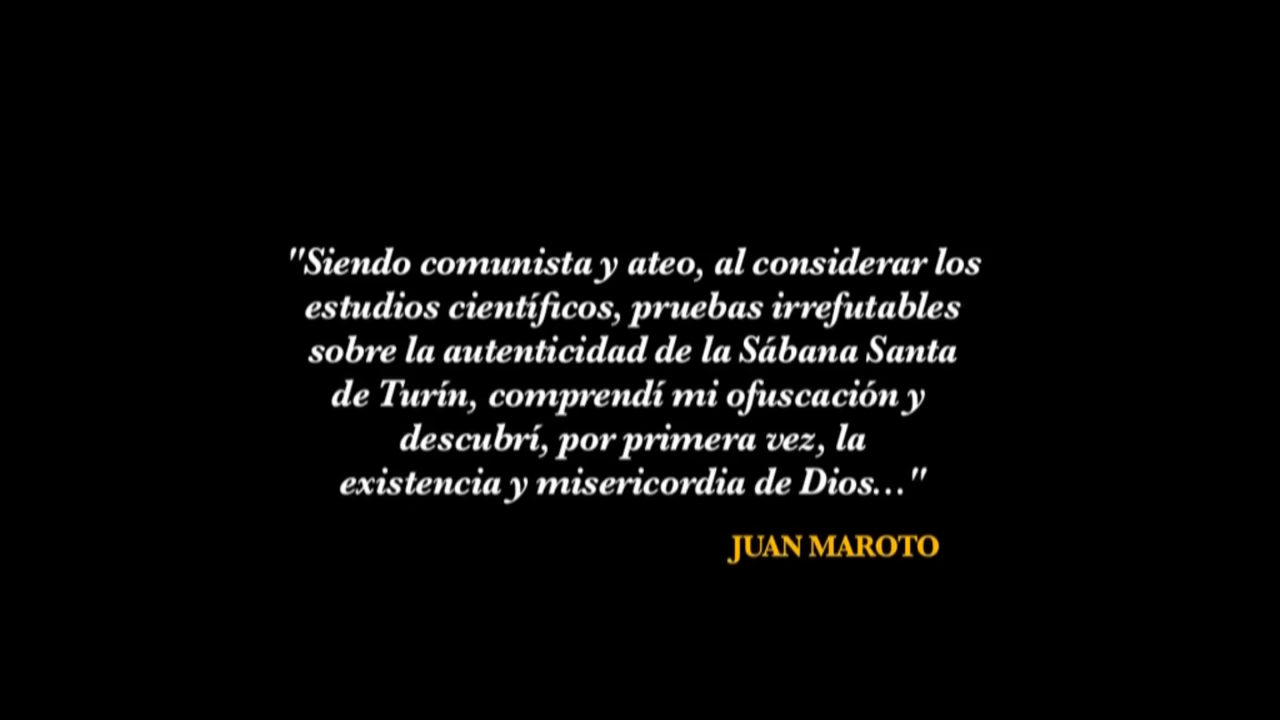 "Siendo comunista y ateo, al considerar los
estudios científicos, pruebas irrefutables
sobre la autenticidad de la Sábana Santa
de Turín, comprendí mi ofuscación y
descubrí, por primera vez, la
existencia y misericordia de Dios..."
JUAN MAROTO